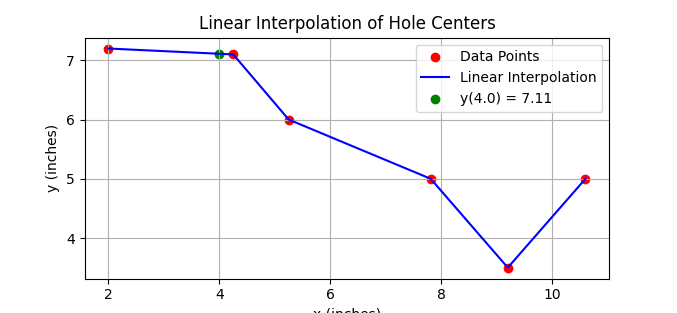 Linear Interpolation of Hole Centers
Data Points
Linear Interpolation
y(4.0) = 7.11
7
6
5
4
y (inches)
2 4 6 8 10
x (inches)